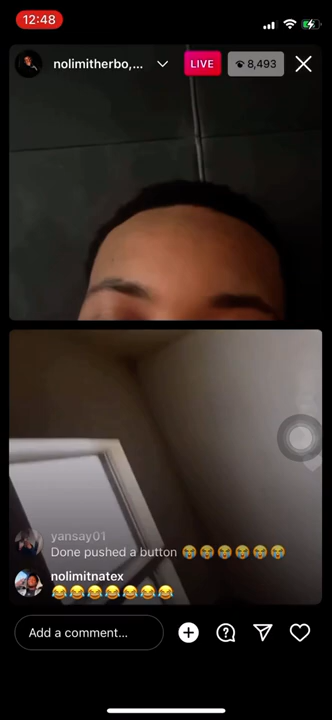 12:48
nolimitherbo,...
LIVE
8,493
yansay01
Done pushed a button 😭😭😭😭😭😭
nolimitnatex
😂😂😂😂😂😂😂
Add a comment...